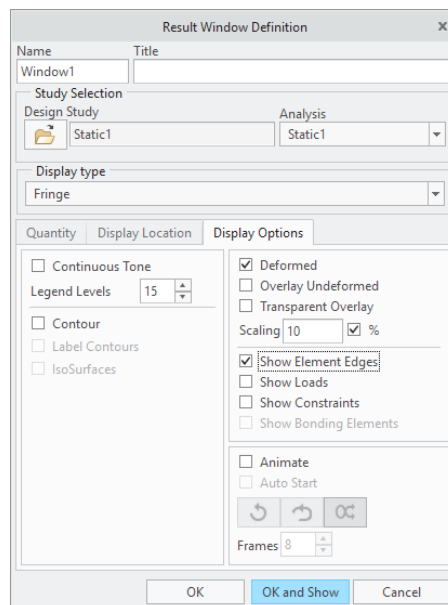 Result Window Definition x
Name Title
Window1
Study Selection
Design Study Analysis
Static1 Static1
Display type
Fringe
Quantity Display Location Display Options
Continuous Tone
Legend Levels 15
Contour
Label Contours
IsoSurfaces
Deformed
Overlay Undeformed
Transparent Overlay
Scaling 10 %
Show Element Edges
Show Loads
Show Constraints
Show Bonding Elements
Animate
Auto Start
Frames 8
OK OK and Show Cancel